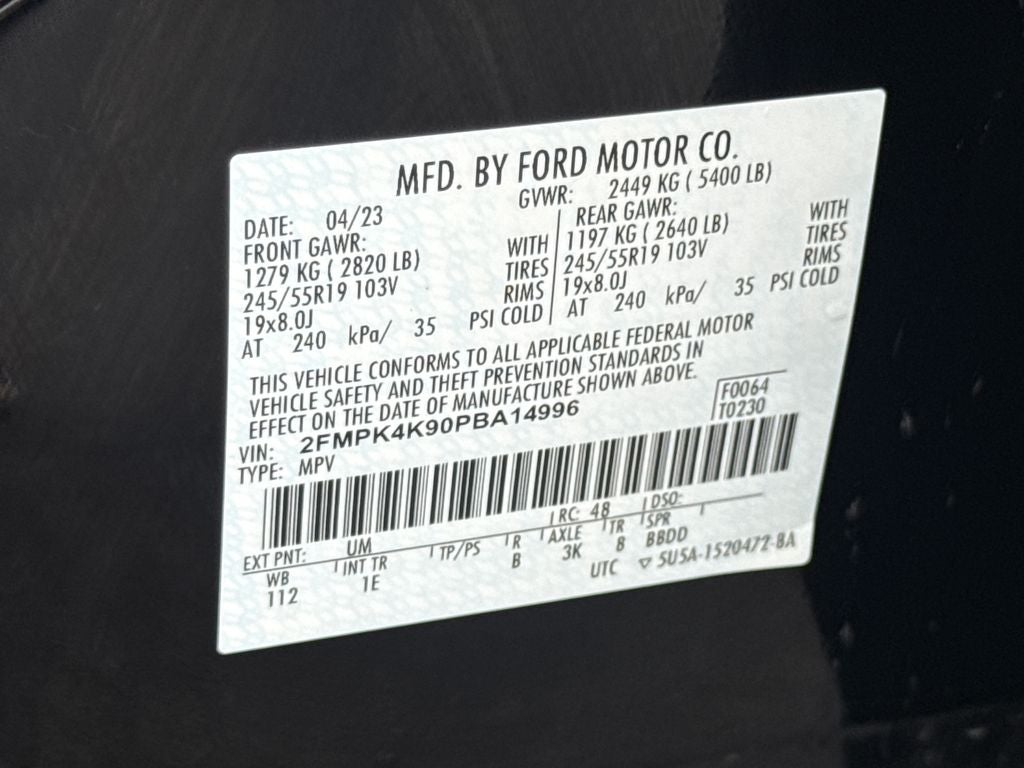 MFD. BY FORD MOTOR CO.
DATE: 04/23 GVWR: 2449 KG ( 5400 LB)
FRONT GAWR: REAR GAWR:
1279 KG ( 2820 LB) WITH 1197 KG ( 2640 LB) WITH
245/55R19 103V TIRES 245/55R19 103V TIRES
19x8.0J RIMS 19x8.0J RIMS
AT 240 kPa/ 35 PSI COLD AT 240 kPa/ 35 PSI COLD
THIS VEHICLE CONFORMS TO ALL APPLICABLE FEDERAL MOTOR
VEHICLE SAFETY AND THEFT PREVENTION STANDARDS IN
EFFECT ON THE DATE OF MANUFACTURE SHOWN ABOVE.
VIN: 2FMPK4K90PBA14996 F0064
TYPE: MPV T0230
EXT PNT: UM RC: 48 DSO:
WB INT TR TP/PS R AXLE TR SPR
112 1E B 3K B BBDD
UTC ▽ 5U5A-1520472-BA